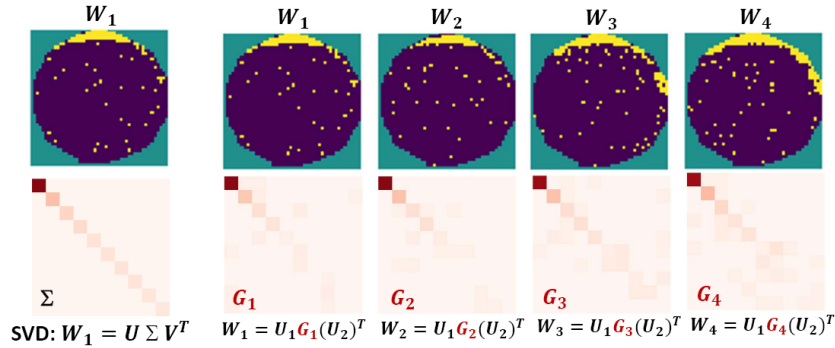 W₁ W₁ W₂ W₃ W₄
Σ G₁ G₂ G₃ G₄
SVD: W₁ = U Σ Vᵀ W₁ = U₁G₁(U₂)ᵀ W₂ = U₁G₂(U₂)ᵀ W₃ = U₁G₃(U₂)ᵀ W₄ = U₁G₄(U₂)ᵀ